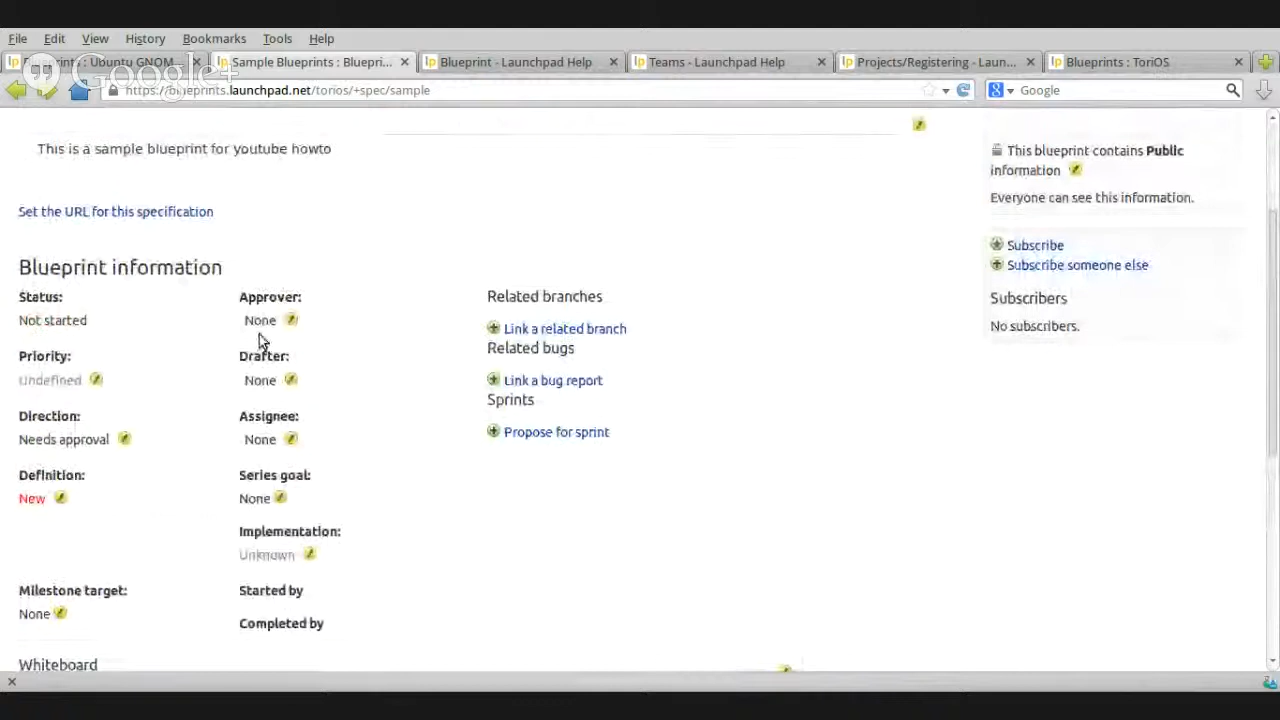 File Edit View History Bookmarks Tools Help
Ubuntu GNOM... Sample Blueprints : Bluepri... Blueprint - Launchpad Help Teams - Launchpad Help Projects/Registering - Laun... Blueprints : ToriOS
Google+
https://blueprints.launchpad.net/torios/+spec/sample Google
This is a sample blueprint for youtube howto
Set the URL for this specification
Blueprint information
Status:
Not started
Priority:
Undefined
Direction:
Needs approval
Definition:
New
Milestone target:
None
Approver:
None
Drafter:
None
Assignee:
None
Series goal:
None
Implementation:
Unknown
Started by
Completed by
Related branches
Link a related branch
Related bugs
Link a bug report
Sprints
Propose for sprint
Whiteboard
This blueprint contains Public
information
Everyone can see this information.
Subscribe
Subscribe someone else
Subscribers
No subscribers.